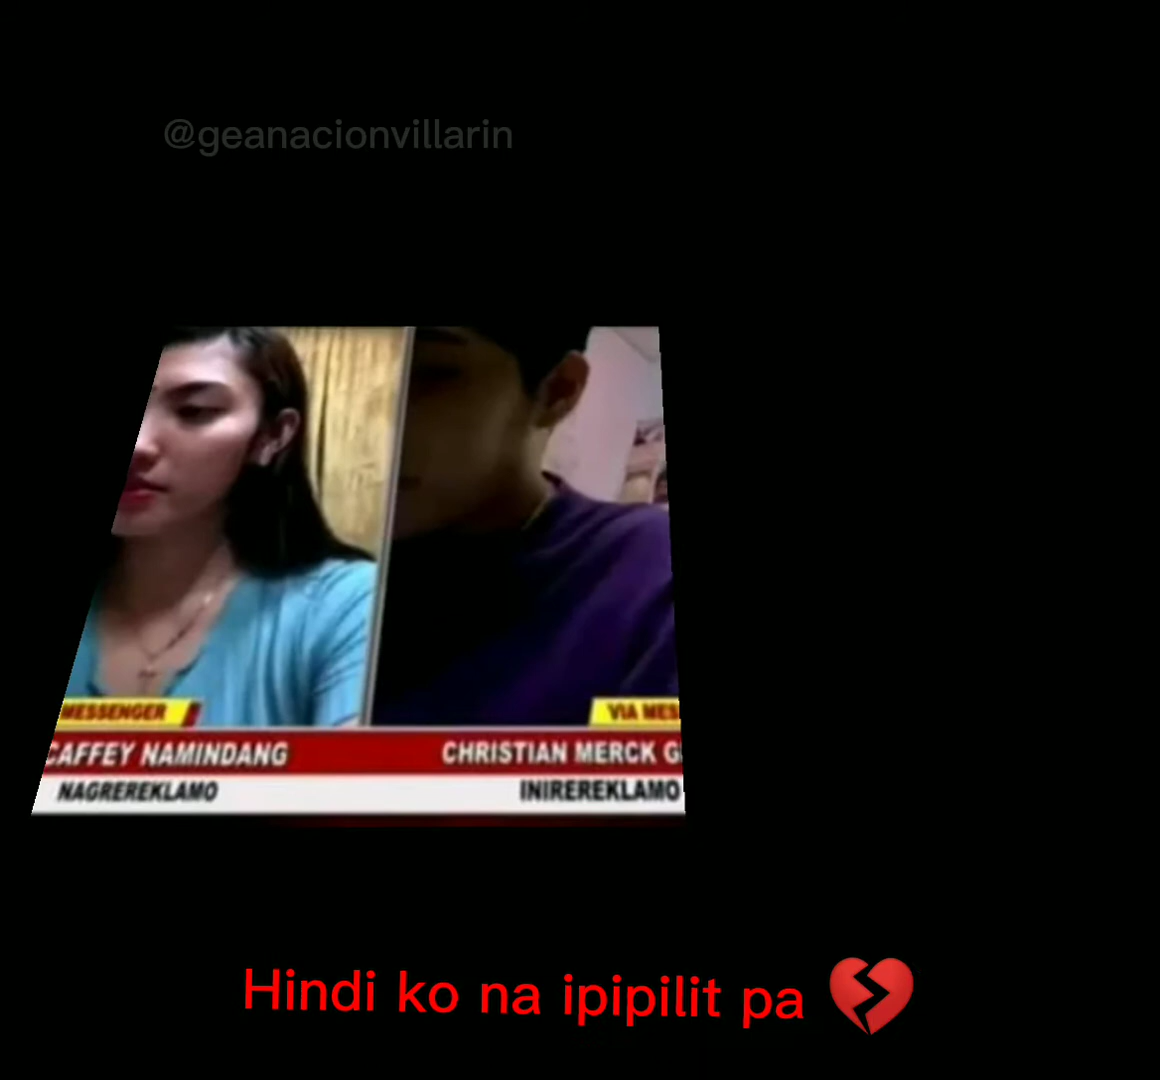 @geanacionvillarin
MESSENGER
VIA MES
CAFFEY NAMINDANG
CHRISTIAN MERCK G
NAGREREKLAMO
INIREREKLAMO
Hindi ko na ipipilit pa 💔